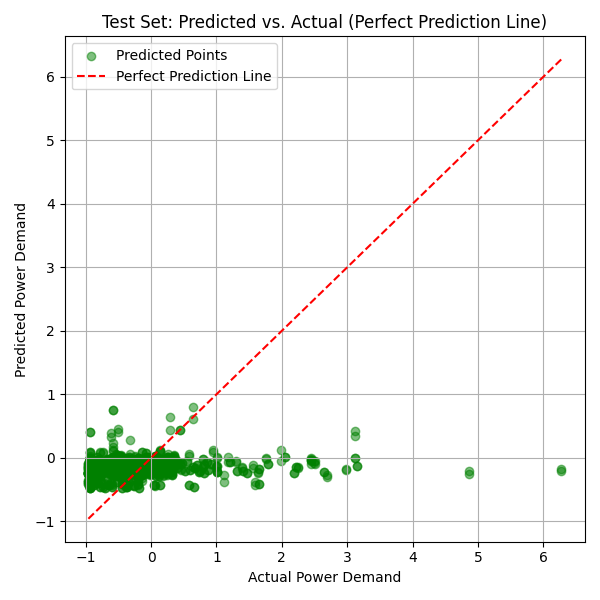 Test Set: Predicted vs. Actual (Perfect Prediction Line)
Predicted Points
Perfect Prediction Line
Predicted Power Demand
6
5
4
3
2
1
0
−1
−1 0 1 2 3 4 5 6
Actual Power Demand